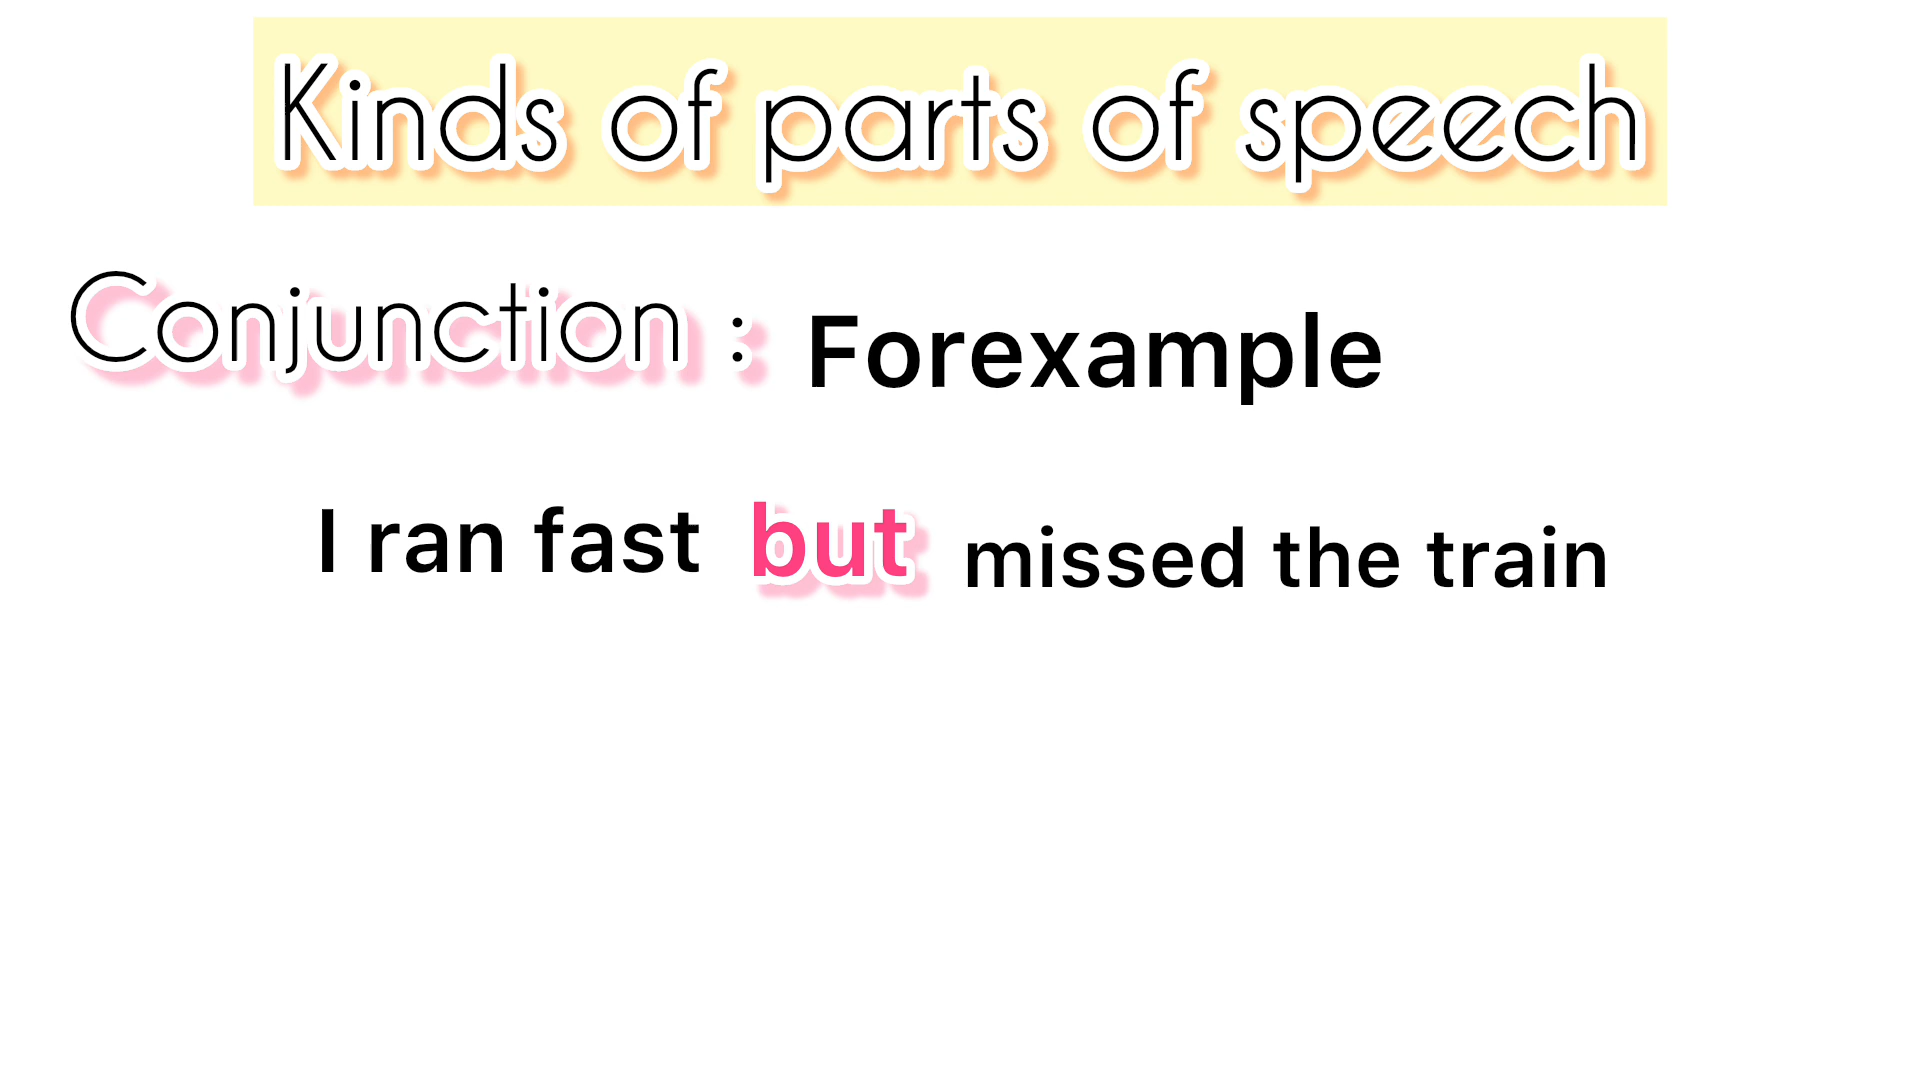 Kinds of parts of speech
Conjunction : Forexample
I ran fast but missed the train